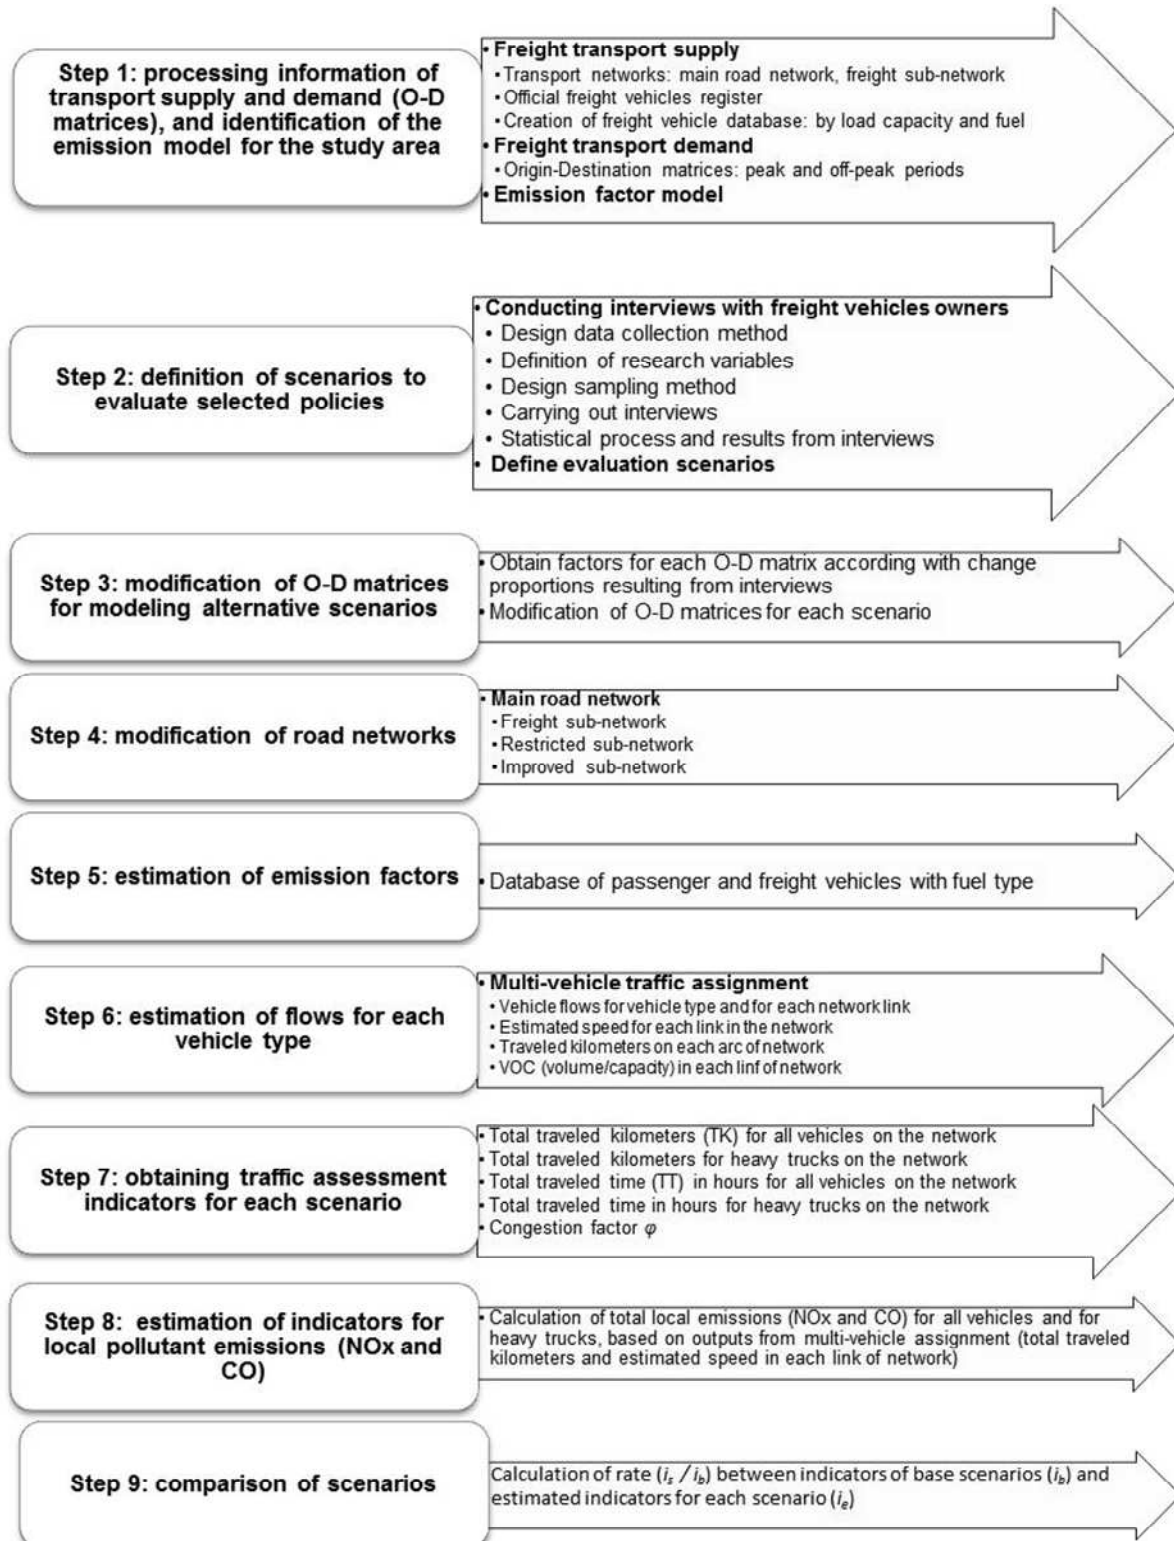 Step 1: processing information of
transport supply and demand (O-D
matrices), and identification of the
emission model for the study area
• Freight transport supply
• Transport networks: main road network, freight sub-network
• Official freight vehicles register
• Creation of freight vehicle database: by load capacity and fuel
• Freight transport demand
• Origin-Destination matrices: peak and off-peak periods
• Emission factor model
Step 2: definition of scenarios to
evaluate selected policies
• Conducting interviews with freight vehicles owners
• Design data collection method
• Definition of research variables
• Design sampling method
• Carrying out interviews
• Statistical process and results from interviews
• Define evaluation scenarios
Step 3: modification of O-D matrices
for modeling alternative scenarios
• Obtain factors for each O-D matrix according with change
proportions resulting from interviews
• Modification of O-D matrices for each scenario
Step 4: modification of road networks
• Main road network
• Freight sub-network
• Restricted sub-network
• Improved sub-network
Step 5: estimation of emission factors
• Database of passenger and freight vehicles with fuel type
Step 6: estimation of flows for each
vehicle type
• Multi-vehicle traffic assignment
• Vehicle flows for vehicle type and for each network link
• Estimated speed for each link in the network
• Traveled kilometers on each arc of network
• VOC (volume/capacity) in each linf of network
Step 7: obtaining traffic assessment
indicators for each scenario
• Total traveled kilometers (TK) for all vehicles on the network
• Total traveled kilometers for heavy trucks on the network
• Total traveled time (TT) in hours for all vehicles on the network
• Total traveled time in hours for heavy trucks on the network
• Congestion factor φ
Step 8: estimation of indicators for
local pollutant emissions (NOx and
CO)
• Calculation of total local emissions (NOx and CO) for all vehicles and for
heavy trucks, based on outputs from multi-vehicle assignment (total traveled
kilometers and estimated speed in each link of network)
Step 9: comparison of scenarios
Calculation of rate (is / ib) between indicators of base scenarios (ib) and
estimated indicators for each scenario (ie)